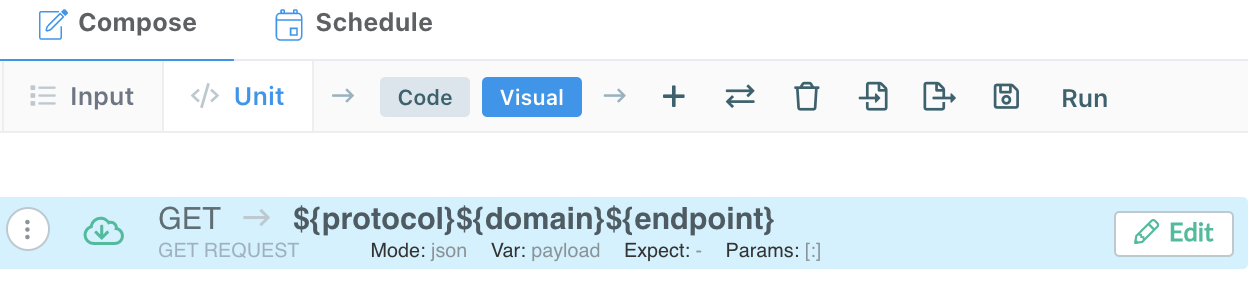 Compose Schedule
Input Unit Code Visual Run
GET → ${protocol}${domain}${endpoint}
GET REQUEST Mode: json Var: payload Expect: - Params: [:]
Edit